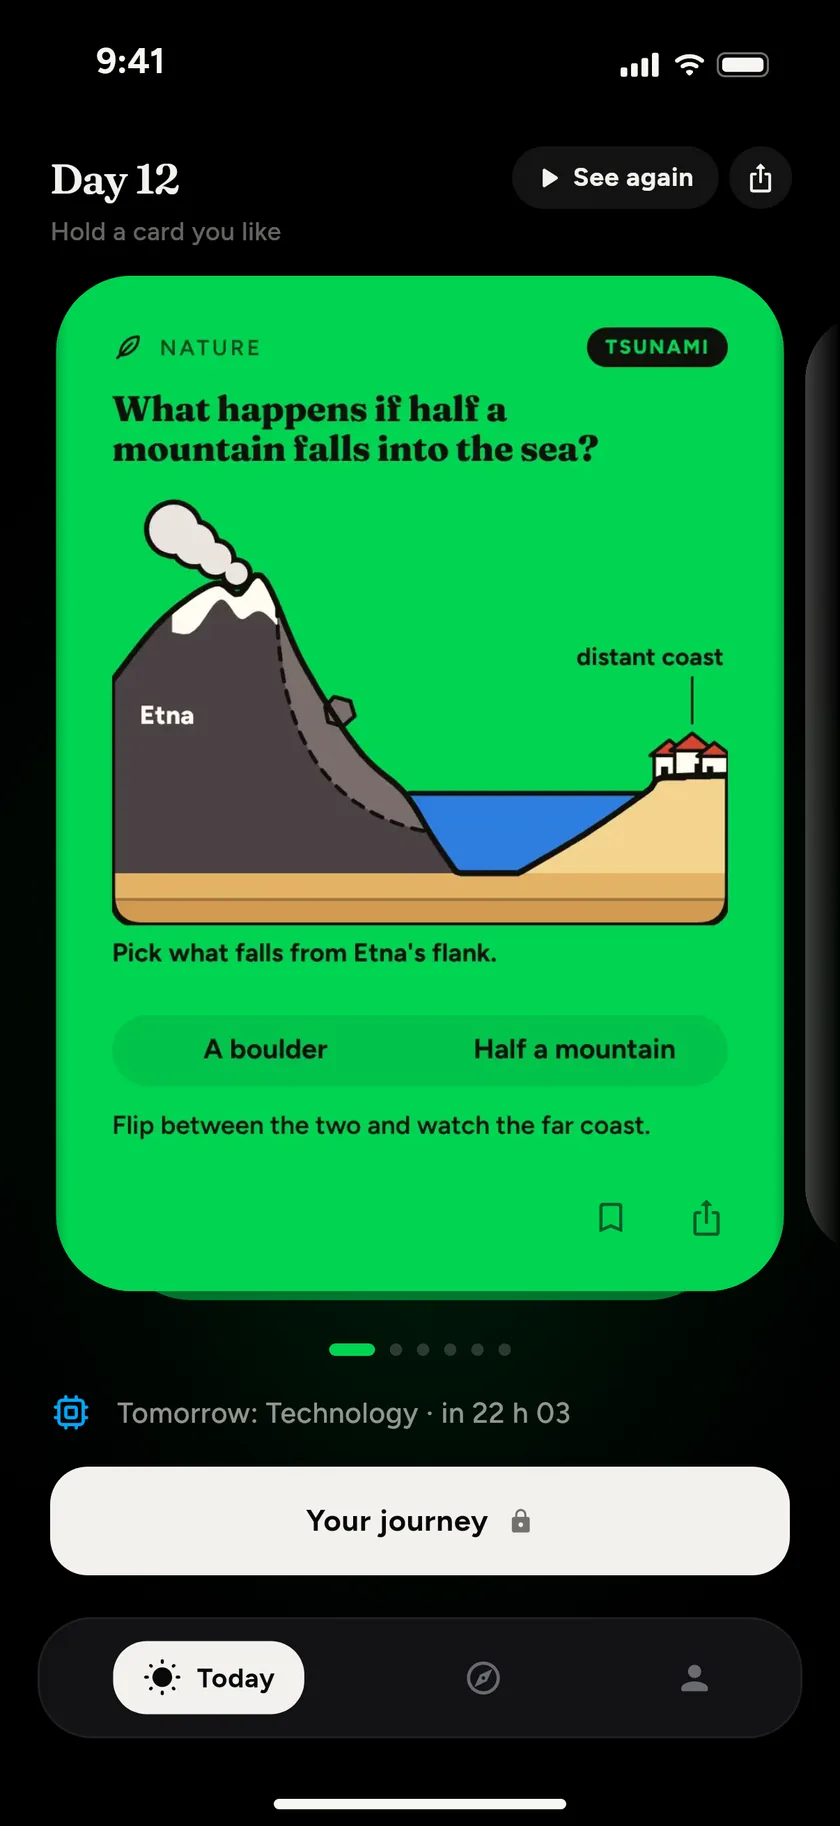 9:41
Day 12
See again
Hold a card you like
NATURE
TSUNAMI
What happens if half a
mountain falls into the sea?
distant coast
Etna
Pick what falls from Etna's flank.
A boulder
Half a mountain
Flip between the two and watch the far coast.
Tomorrow: Technology · in 22 h 03
Your journey
Today